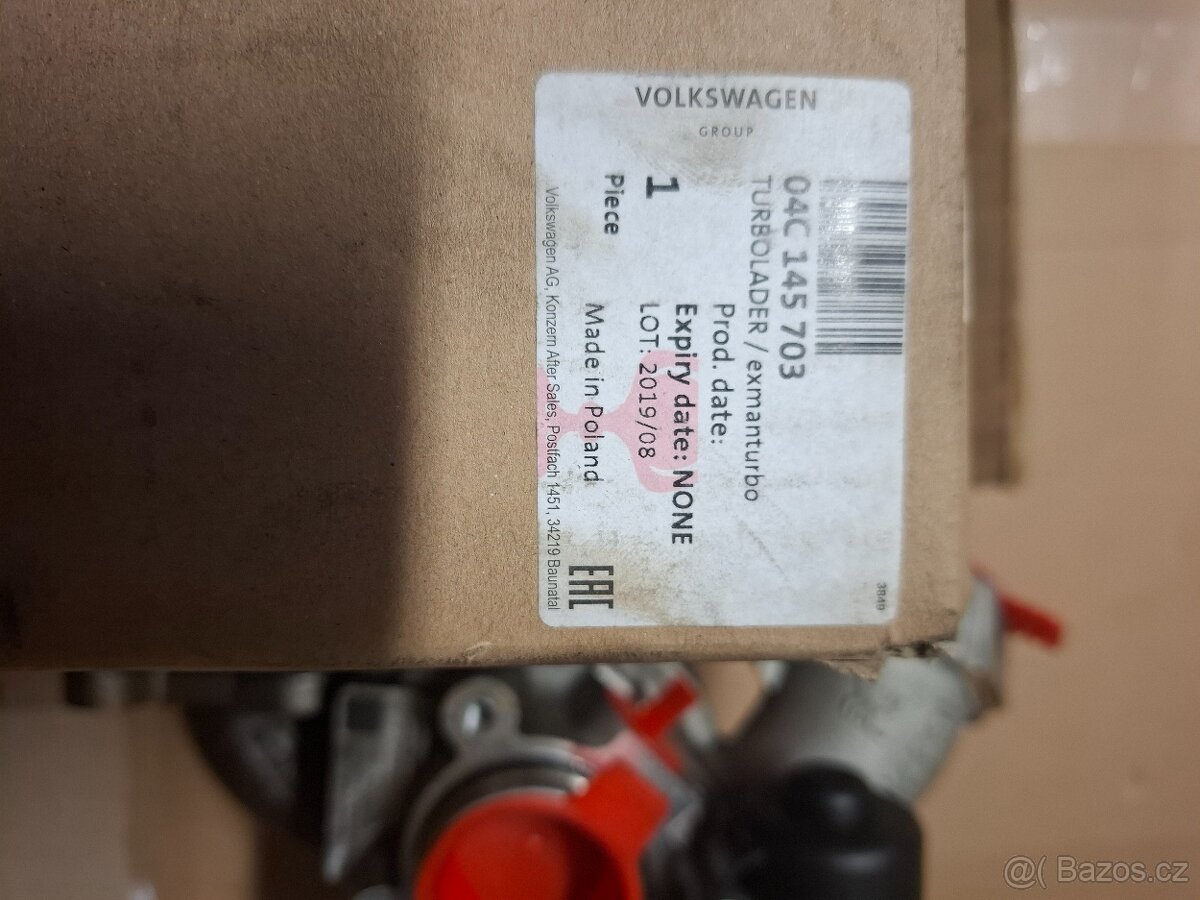 VOLKSWAGEN
GROUP
04C 145 703
TURBOLADER / exmanturbo
Prod. date:
Expiry date: NONE
1
LOT: 2019/08
Piece
Made in Poland
EAC
Volkswagen AG, Konzern After Sales, Postfach 1451, 34219 Baunatal
3849
@( Bazos.cz